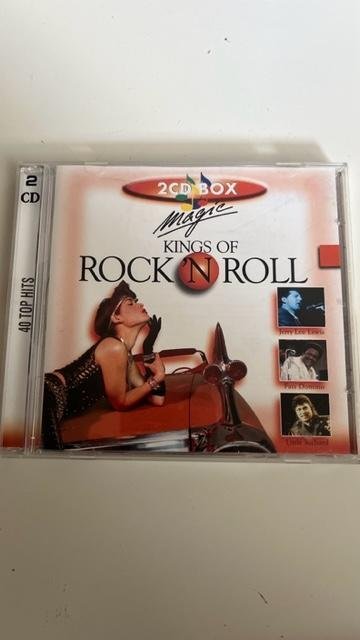 2
CD
40 TOP HITS
2CD BOX
Magic
KINGS OF
ROCK 'N ROLL
Jerry Lee Lewis
Fats Domino
Little Richard